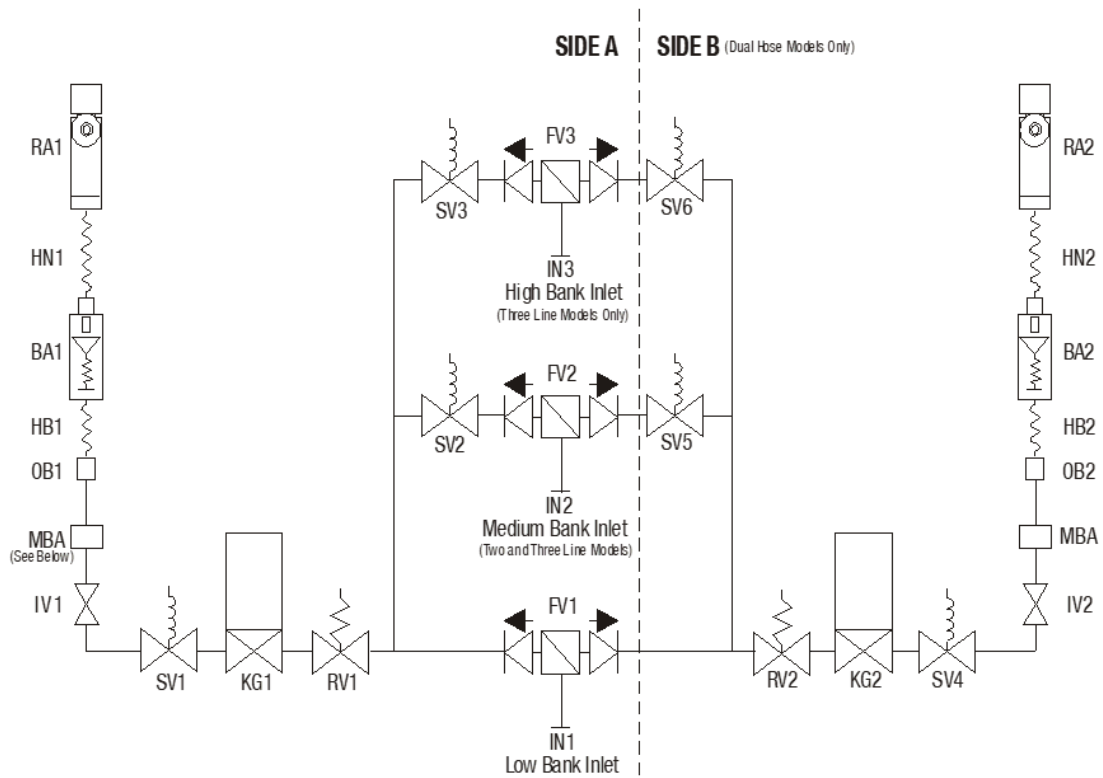 SIDE A SIDE B (Dual Hose Models Only)
RA1 FV3 RA2
SV3 SV6
HN1 IN3 HN2
High Bank Inlet
(Three Line Models Only)
BA1 FV2 BA2
HB1 SV2 SV5 HB2
OB1 OB2
IN2
MBA Medium Bank Inlet MBA
(See Below) (Two and Three Line Models)
IV1 FV1 IV2
SV1 KG1 RV1 RV2 KG2 SV4
IN1
Low Bank Inlet